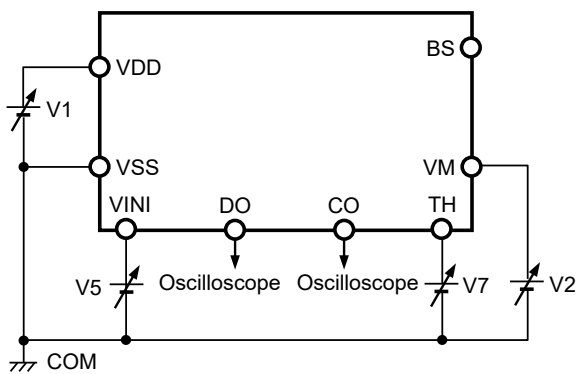 BS
VDD
V1
VSS
VM
VINI
DO
CO
TH
V5
Oscilloscope
Oscilloscope
V7
V2
COM